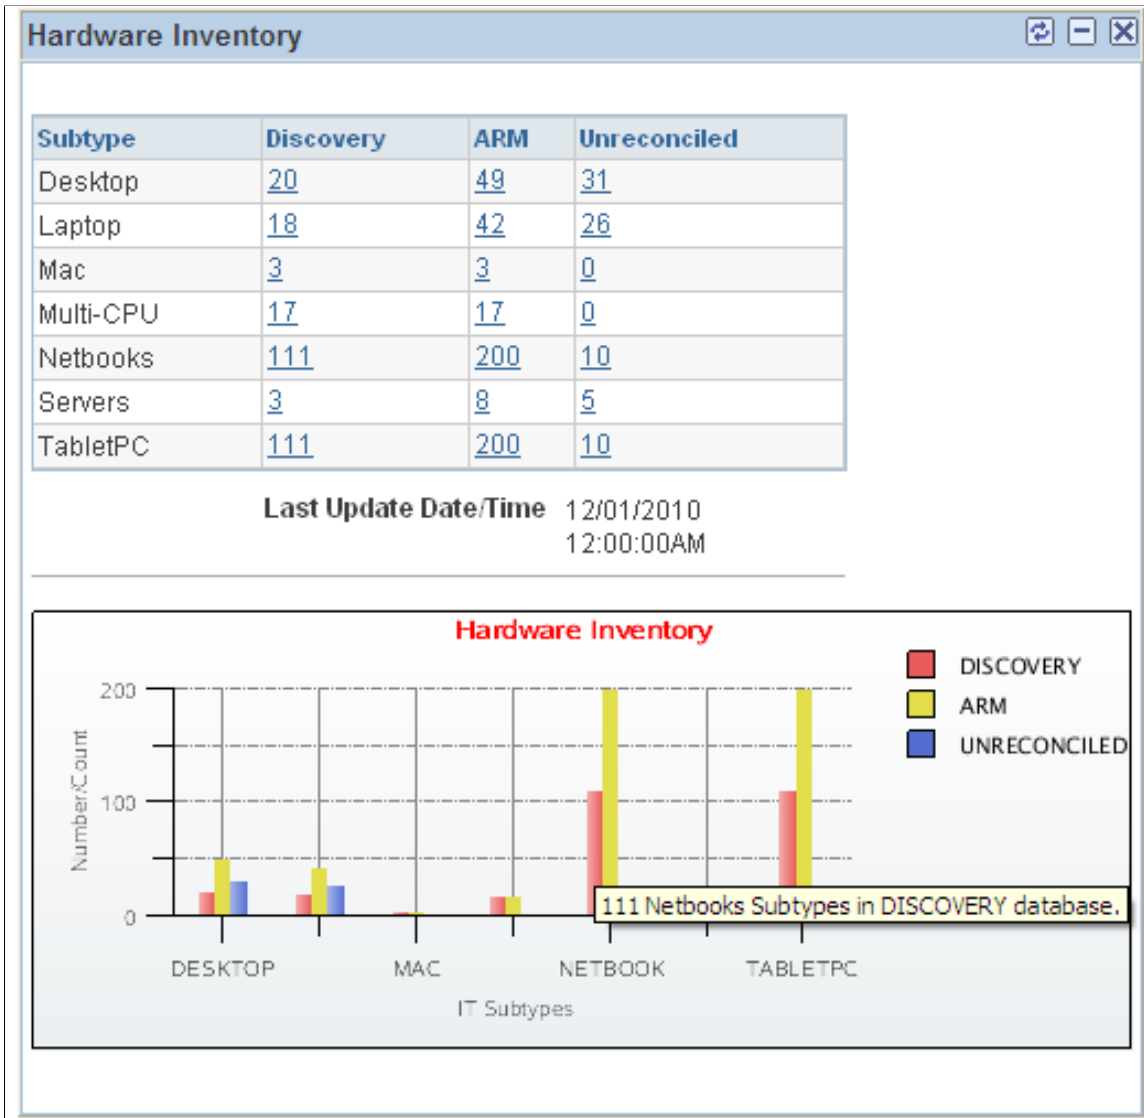 Hardware Inventory
Subtype Discovery ARM Unreconciled
Desktop 20 49 31
Laptop 18 42 26
Mac 3 3 0
Multi-CPU 17 17 0
Netbooks 111 200 10
Servers 3 8 5
TabletPC 111 200 10
Last Update Date/Time 12/01/2010
12:00:00AM
Hardware Inventory
DISCOVERY
ARM
UNRECONCILED
Number/Count
200
100
0
111 Netbooks Subtypes in DISCOVERY database.
DESKTOP MAC NETBOOK TABLETPC
IT Subtypes